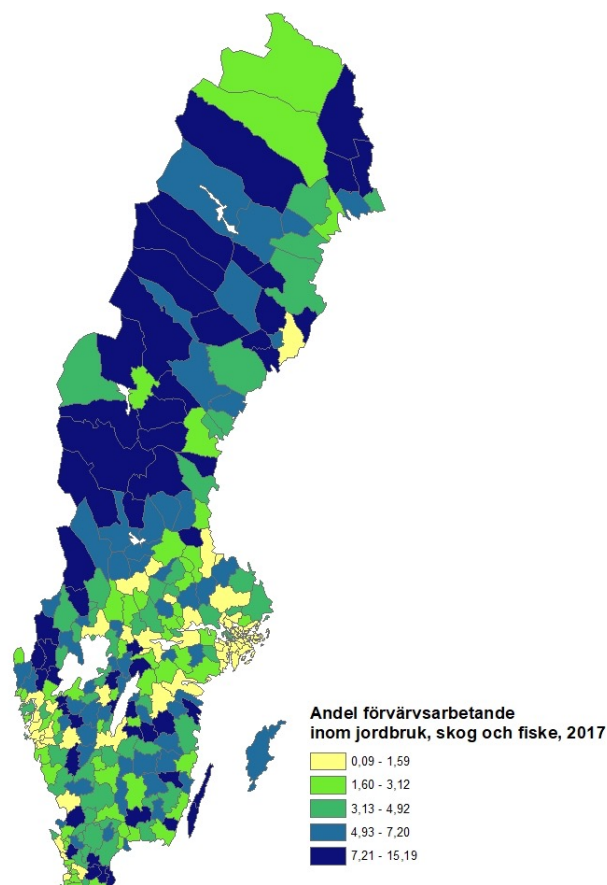 Andel förvärvsarbetande
inom jordbruk, skog och fiske, 2017
0,09 - 1,59
1,60 - 3,12
3,13 - 4,92
4,93 - 7,20
7,21 - 15,19